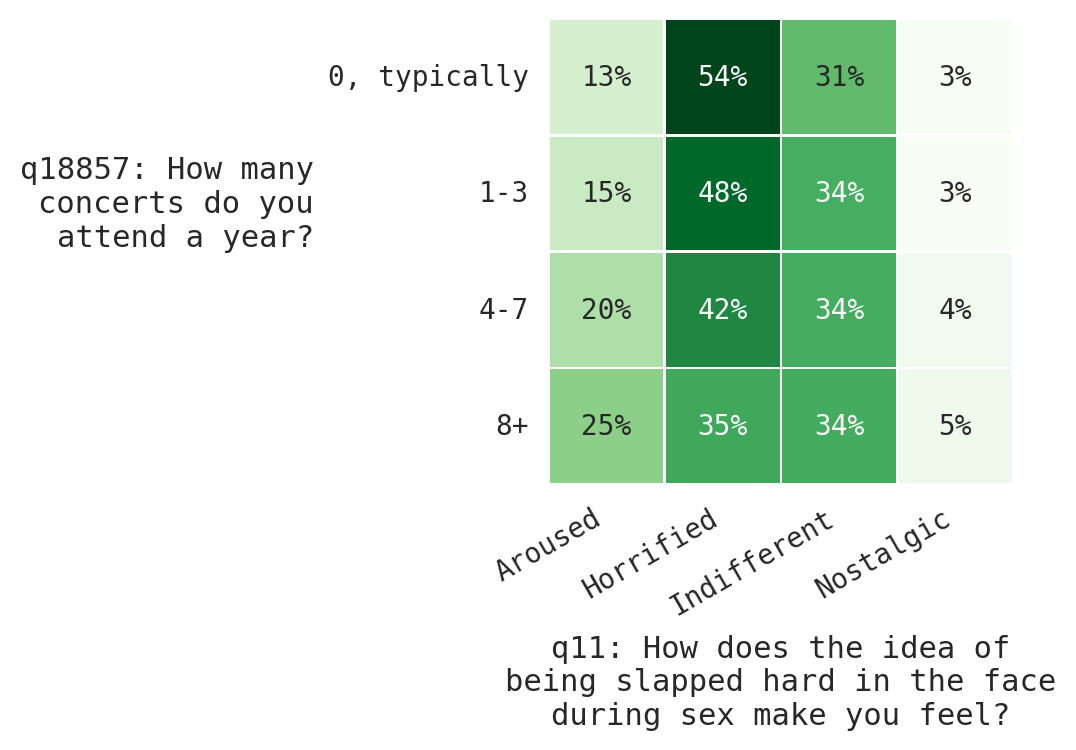 0, typically 13% 54% 31% 3%
q18857: How many
concerts do you
attend a year?
1-3 15% 48% 34% 3%
4-7 20% 42% 34% 4%
8+ 25% 35% 34% 5%
Aroused Horrified Indifferent Nostalgic
q11: How does the idea of
being slapped hard in the face
during sex make you feel?